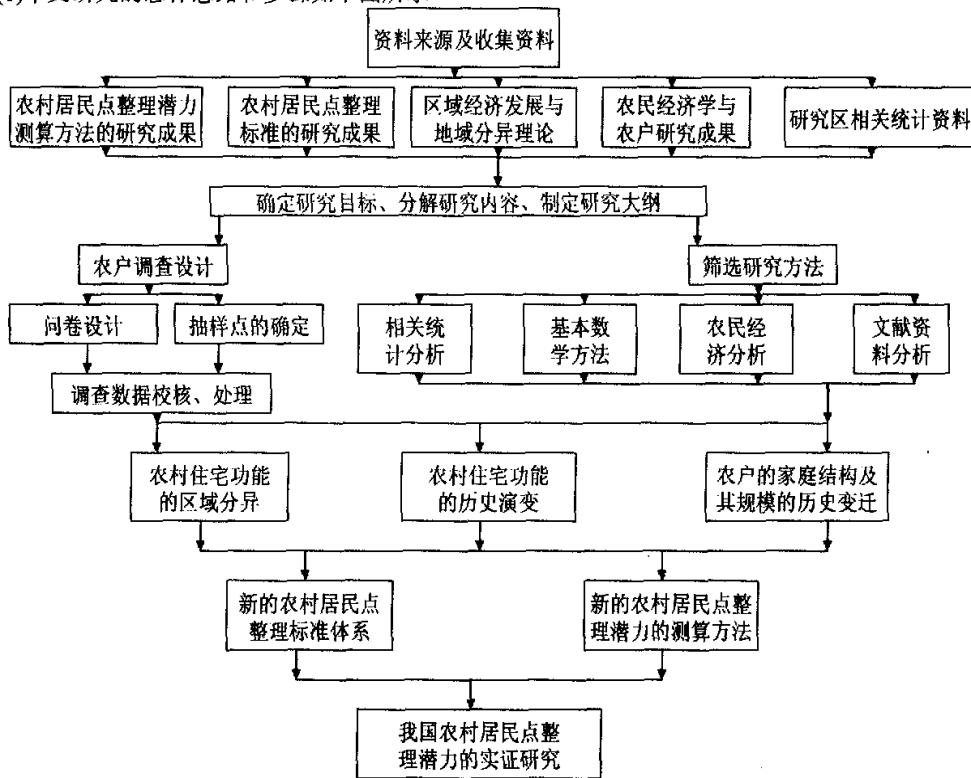 资料来源及收集资料
农村居民点整理潜力
测算方法的研究成果
农村居民点整理
标准的研究成果
区域经济发展与
地域分异理论
农民经济学与
农户研究成果
研究区相关统计资料
确定研究目标、分解研究内容、制定研究大纲
农户调查设计
筛选研究方法
问卷设计
抽样点的确定
相关统
计分析
基本数
学方法
农民经
济分析
文献资
料分析
调查数据校核、处理
农村住宅功能
的区域分异
农村住宅功能
的历史演变
农户的家庭结构及
其规模的历史变迁
新的农村居民点
整理标准体系
新的农村居民点整
理潜力的测算方法
我国农村居民点整
理潜力的实证研究